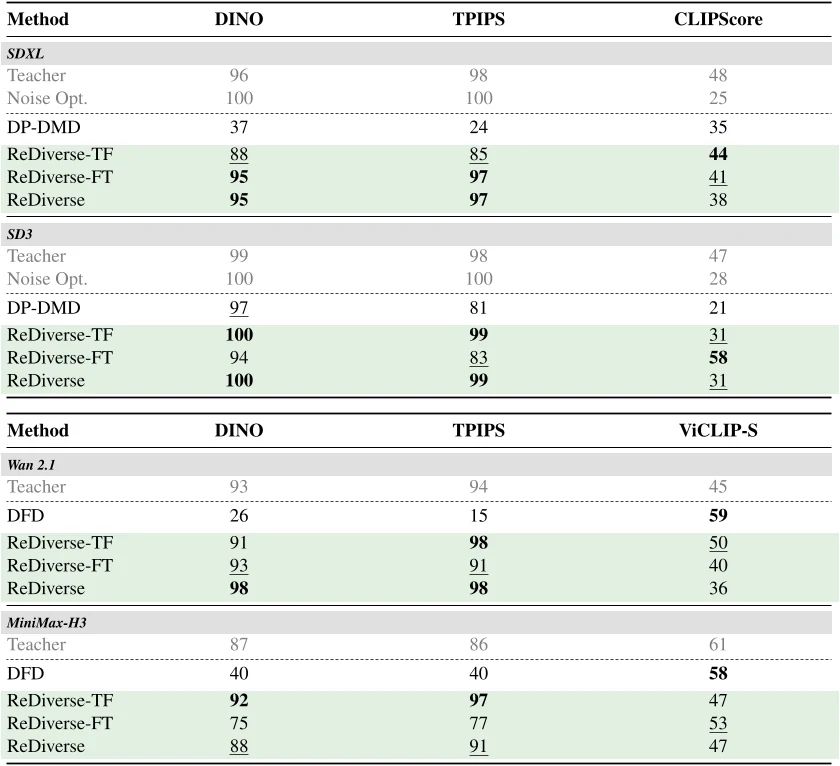 Method DINO TPIPS CLIPScore
SDXL
Teacher 96 98 48
Noise Opt. 100 100 25
DP-DMD 37 24 35
ReDiverse-TF 88 85 44
ReDiverse-FT 95 97 41
ReDiverse 95 97 38
SD3
Teacher 99 98 47
Noise Opt. 100 100 28
DP-DMD 97 81 21
ReDiverse-TF 100 99 31
ReDiverse-FT 94 83 58
ReDiverse 100 99 31
Method DINO TPIPS ViCLIP-S
Wan 2.1
Teacher 93 94 45
DFD 26 15 59
ReDiverse-TF 91 98 50
ReDiverse-FT 93 91 40
ReDiverse 98 98 36
MiniMax-H3
Teacher 87 86 61
DFD 40 40 58
ReDiverse-TF 92 97 47
ReDiverse-FT 75 77 53
ReDiverse 88 91 47